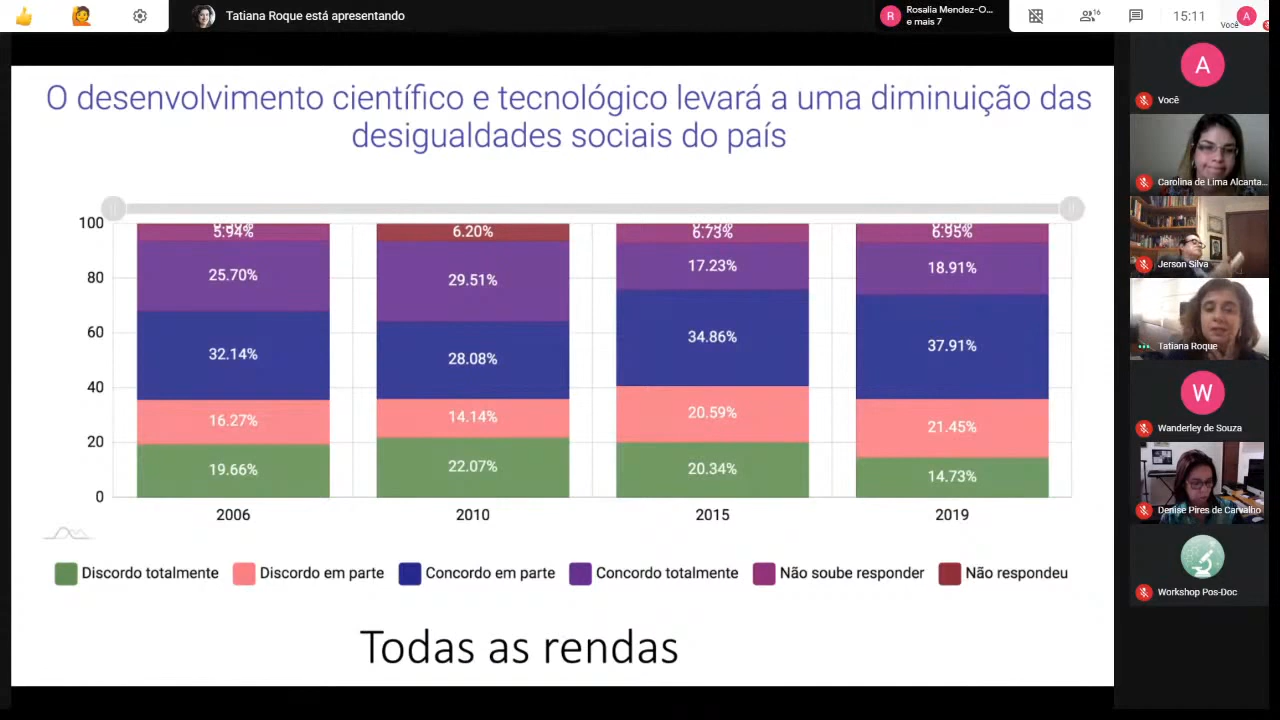 Tatiana Roque está apresentando
Rosalia Mendez-O...
e mais 7
16
15:11
Você
A
O desenvolvimento científico e tecnológico levará a uma diminuição das
desigualdades sociais do país
100
80
60
40
20
0
5.94%
25.70%
32.14%
16.27%
19.66%
2006
6.20%
29.51%
28.08%
14.14%
22.07%
2010
6.73%
17.23%
34.86%
20.59%
20.34%
2015
6.95%
18.91%
37.91%
21.45%
14.73%
2019
Discordo totalmente
Discordo em parte
Concordo em parte
Concordo totalmente
Não soube responder
Não respondeu
Todas as rendas
A
Você
Carolina de Lima Alcanta...
Jerson Silva
Tatiana Roque
W
Wanderley de Souza
Denise Pires de Carvalho
Workshop Pos-Doc